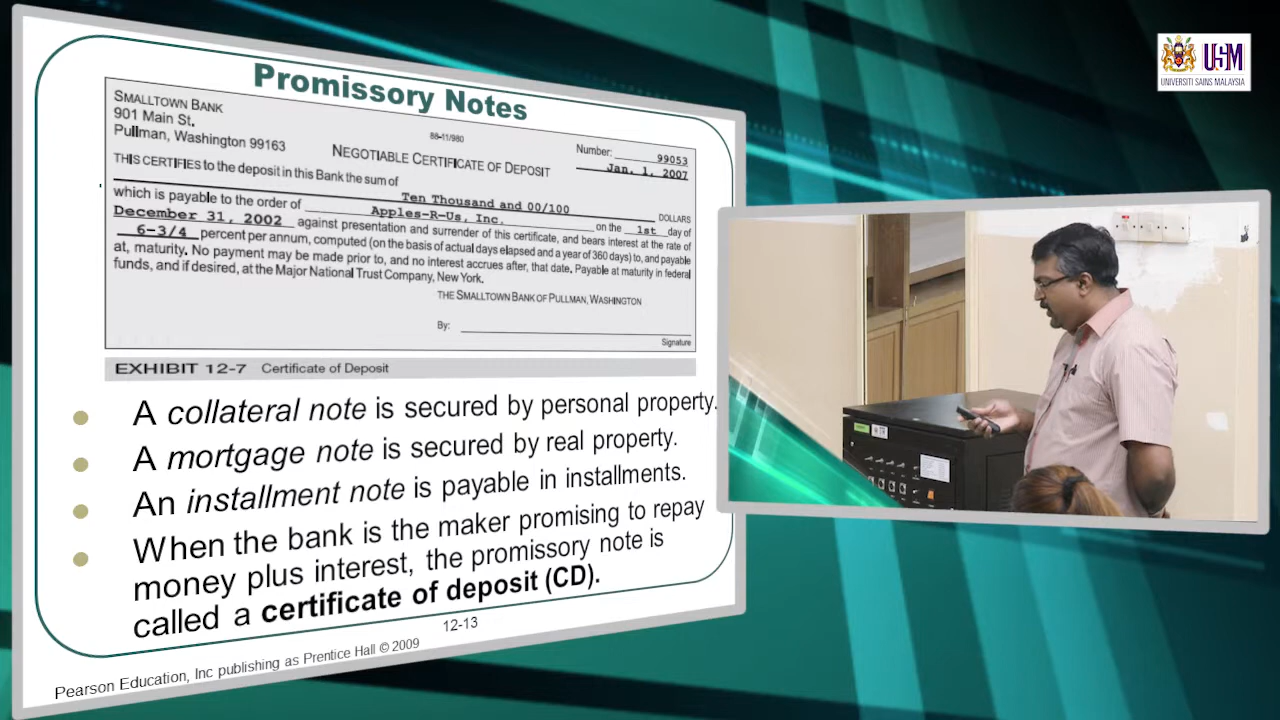 Promissory Notes
SMALLTOWN BANK
901 Main St.
Pullman, Washington 99163
88-11/980
NEGOTIABLE CERTIFICATE OF DEPOSIT
Number: 99053
Jan. 1, 2007
THIS CERTIFIES to the deposit in this Bank the sum of
Ten Thousand and 00/100 DOLLARS
which is payable to the order of Apples-R-Us, Inc. on the 1st day of
December 31, 2002 against presentation and surrender of this certificate, and bears interest at the rate of
6-3/4 percent per annum, computed (on the basis of actual days elapsed and a year of 360 days) to, and payable
at, maturity. No payment may be made prior to, and no interest accrues after, that date. Payable at maturity in federal
funds, and if desired, at the Major National Trust Company, New York.
THE SMALLTOWN BANK OF PULLMAN, WASHINGTON
By:
Signature
EXHIBIT 12-7 Certificate of Deposit
A collateral note is secured by personal property.
A mortgage note is secured by real property.
An installment note is payable in installments.
When the bank is the maker promising to repay
money plus interest, the promissory note is
called a certificate of deposit (CD).
12-13
Pearson Education, Inc publishing as Prentice Hall © 2009
USM
UNIVERSITI SAINS MALAYSIA